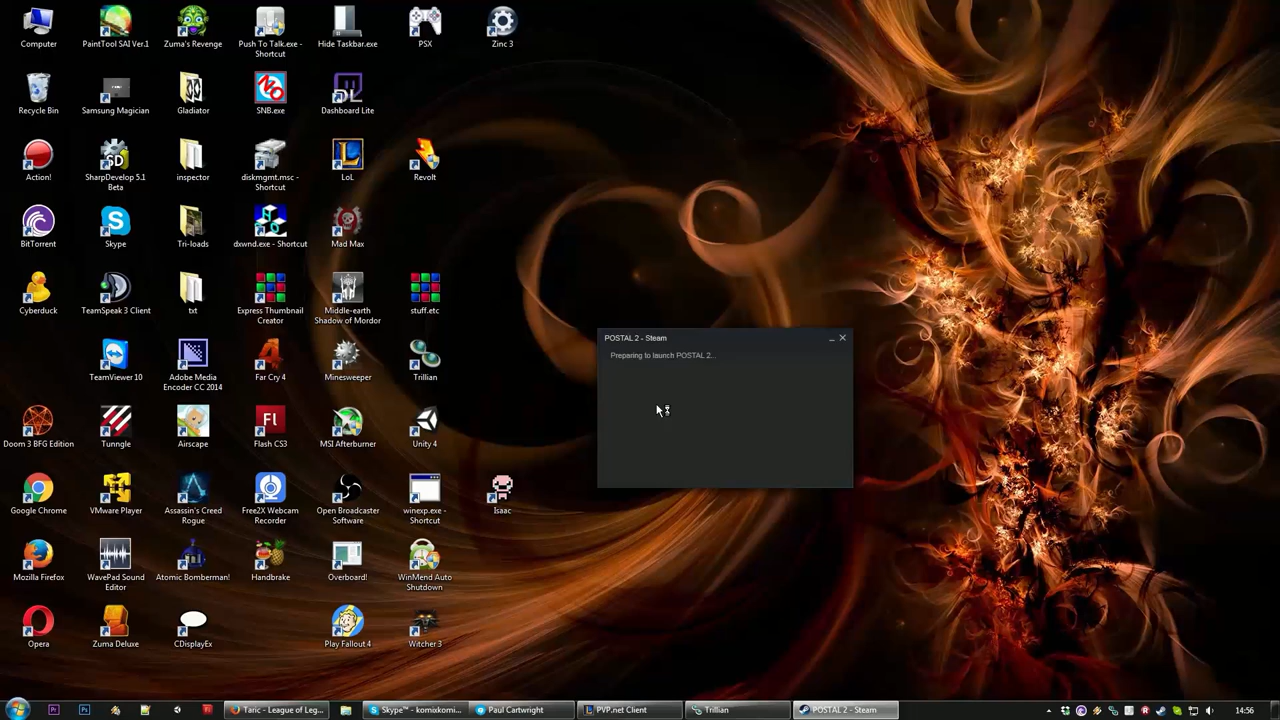 Computer
PaintTool SAI Ver.1
Zuma's Revenge
Push To Talk.exe -
Shortcut
Hide Taskbar.exe
PSX
Zinc 3
Recycle Bin
Samsung Magician
Gladiator
SNB.exe
Dashboard Lite
Action!
SharpDevelop 5.1
Beta
inspector
diskmgmt.msc -
Shortcut
LoL
Revolt
BitTorrent
Skype
Tri-loads
dxwnd.exe - Shortcut
Mad Max
Cyberduck
TeamSpeak 3 Client
txt
Express Thumbnail
Creator
Middle-earth
Shadow of Mordor
stuff.etc
POSTAL 2 - Steam
Preparing to launch POSTAL 2...
TeamViewer 10
Adobe Media
Encoder CC 2014
Far Cry 4
Minesweeper
Trillian
Doom 3 BFG Edition
Tunngle
Airscape
Flash CS3
MSI Afterburner
Unity 4
Google Chrome
VMware Player
Assassin's Creed
Rogue
Free2X Webcam
Recorder
Open Broadcaster
Software
winexp.exe -
Shortcut
Isaac
Mozilla Firefox
WavePad Sound
Editor
Atomic Bomberman!
Handbrake
Overboard!
WinMend Auto
Shutdown
Opera
Zuma Deluxe
CDisplayEx
Play Fallout 4
Witcher 3
Taric - League of Leg...
Skype™ - komixkomi...
Paul Cartwright
PVP.net Client
Trillian
POSTAL 2 - Steam
14:56